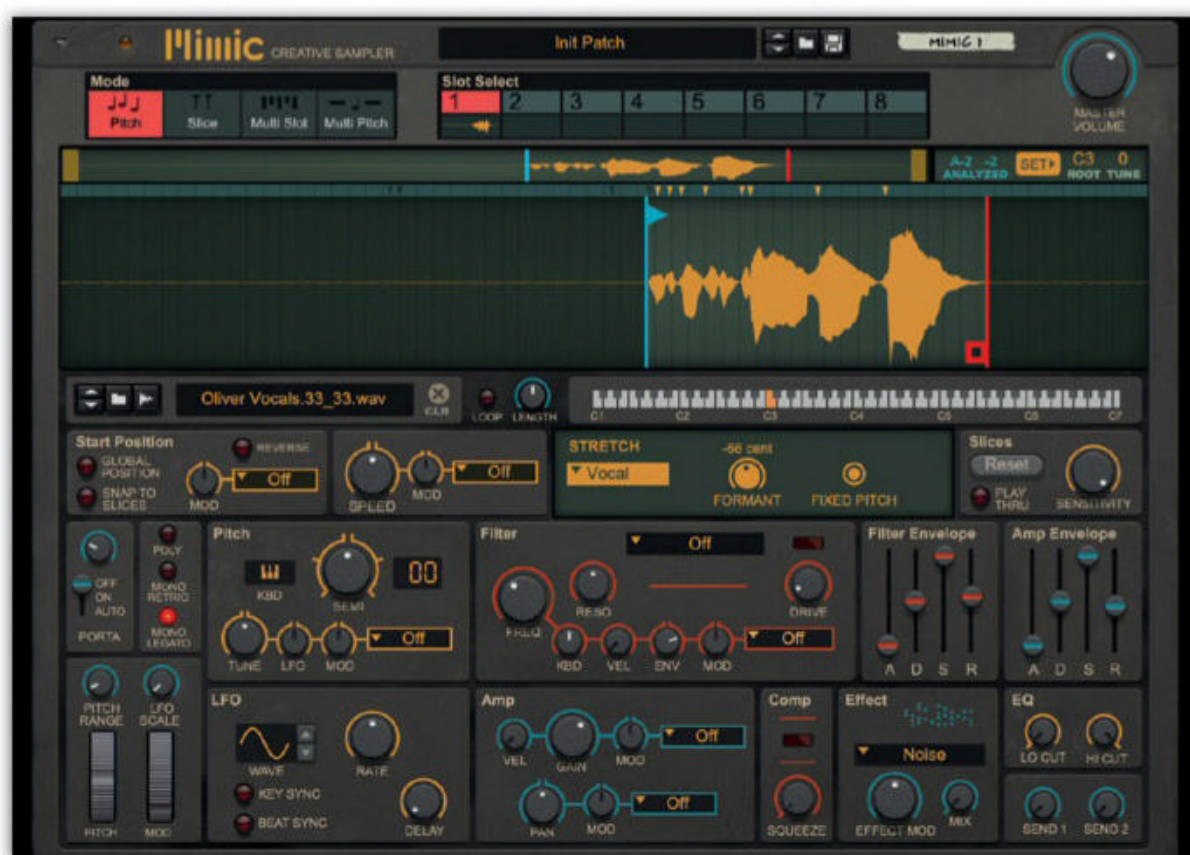 Mimic CREATIVE SAMPLER
Init Patch
MIMIC 1
MASTER VOLUME
Mode
Pitch Slice Multi Slot Multi Pitch
Slot Select
1 2 3 4 5 6 7 8
A-2 -2 ANALYZED
SET
C3 ROOT
0 TUNE
Oliver Vocals.33_33.wav
CLR
LOOP LENGTH
C1 C2 C3 C4 C5 C6 C7
Start Position
REVERSE
GLOBAL POSITION
SNAP TO SLICES
MOD
Off
SPEED
MOD
Off
STRETCH
Vocal
-66 cent
FORMANT
FIXED PITCH
Slices
Reset
PLAY THRU
SENSITIVITY
OFF
ON
AUTO
PORTA
POLY
MONO RETRIG
MONO LEGATO
Pitch
KBD
SEMI
00
TUNE LFO MOD
Off
Filter
Off
FREQ
RESO
DRIVE
KBD VEL ENV MOD
Off
Filter Envelope
A D S R
Amp Envelope
A D S R
PITCH RANGE
LFO SCALE
PITCH MOD
LFO
WAVE
RATE
KEY SYNC
BEAT SYNC
DELAY
Amp
VEL GAIN MOD
Off
PAN MOD
Off
Comp
SQUEEZE
Effect
Noise
EFFECT MOD
MIX
EQ
LO CUT HI CUT
SEND 1 SEND 2